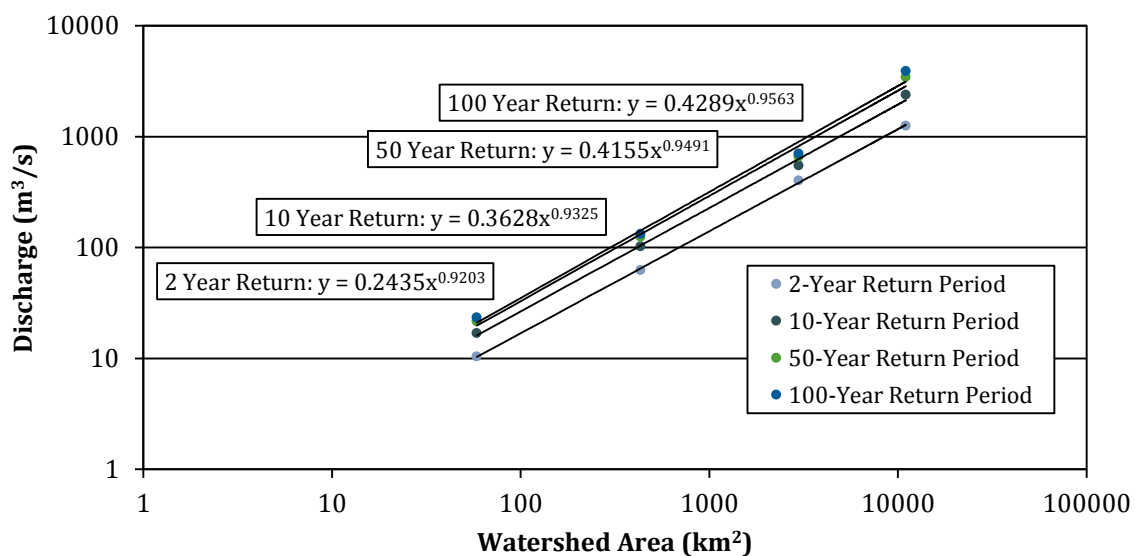 10000
1000
100
10
1
Discharge (m³/s)
100 Year Return: y = 0.4289x^0.9563
50 Year Return: y = 0.4155x^0.9491
10 Year Return: y = 0.3628x^0.9325
2 Year Return: y = 0.2435x^0.9203
2-Year Return Period
10-Year Return Period
50-Year Return Period
100-Year Return Period
1 10 100 1000 10000 100000
Watershed Area (km²)